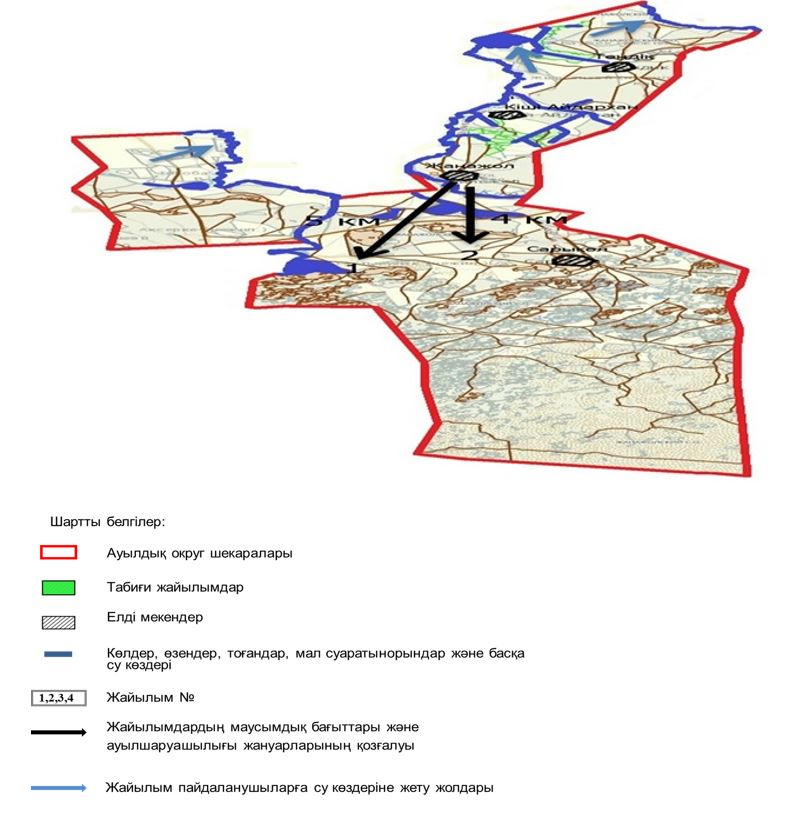 Теңдік
Кіші Айдархан
Жаңажол
5 км
4 км
Сарыкөл
1
2
Шартты белгілер:
Ауылдық округ шекаралары
Табиғи жайылымдар
Елді мекендер
Көлдер, өзендер, тоғандар, мал суаратынорындар және басқа
су көздері
1,2,3,4
Жайылым №
Жайылымдардың маусымдық бағыттары және
ауылшаруашылығы жануарларының қозғалуы
Жайылым пайдаланушыларға су көздеріне жету жолдары